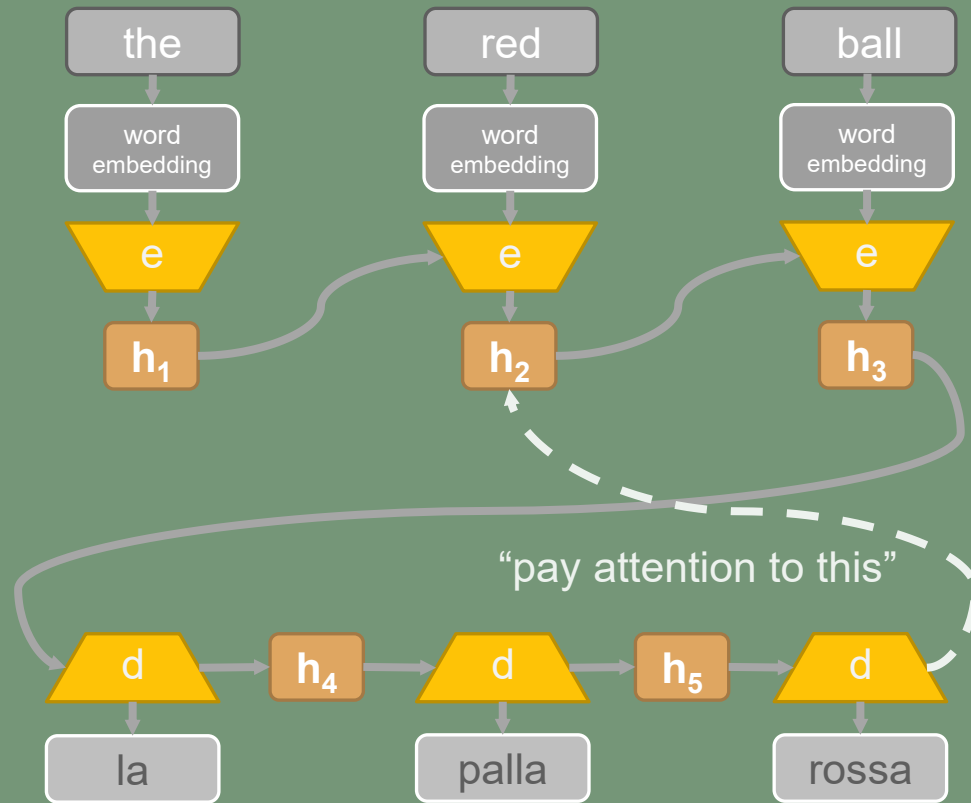 the red ball
word embedding word embedding word embedding
e e e
h₁ h₂ h₃
“pay attention to this”
d h₄ d h₅ d
la palla rossa